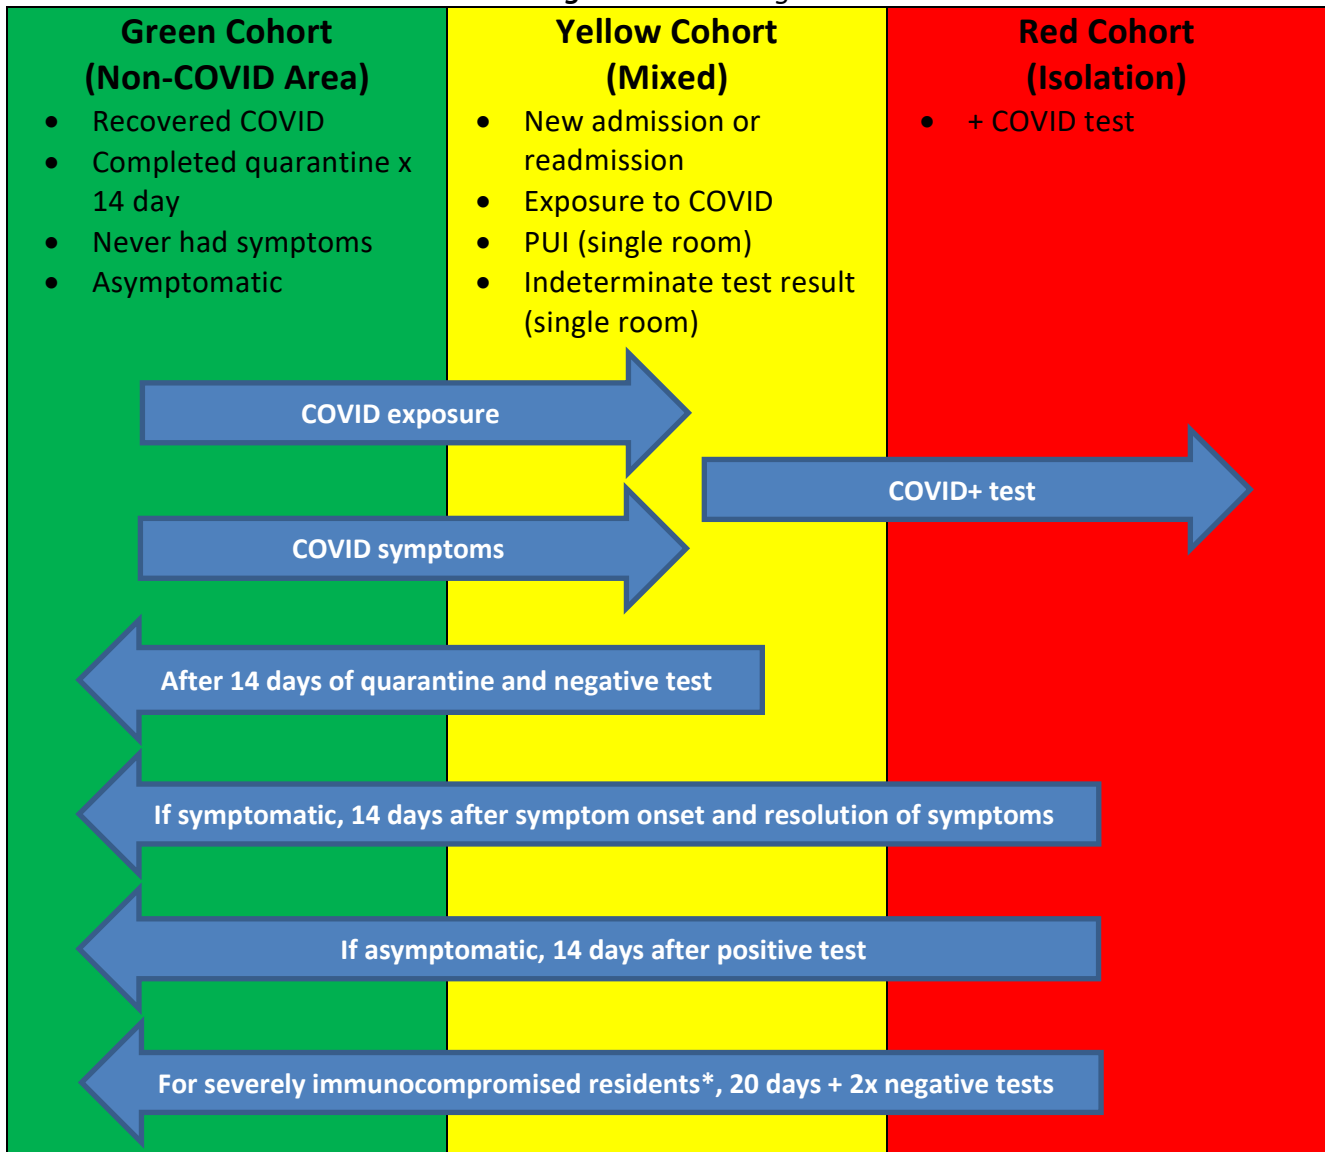 Green Cohort
(Non-COVID Area)
• Recovered COVID
• Completed quarantine x
14 day
• Never had symptoms
• Asymptomatic
Yellow Cohort
(Mixed)
• New admission or
readmission
• Exposure to COVID
• PUI (single room)
• Indeterminate test result
(single room)
Red Cohort
(Isolation)
• + COVID test
COVID exposure
COVID+ test
COVID symptoms
After 14 days of quarantine and negative test
If symptomatic, 14 days after symptom onset and resolution of symptoms
If asymptomatic, 14 days after positive test
For severely immunocompromised residents*, 20 days + 2x negative tests